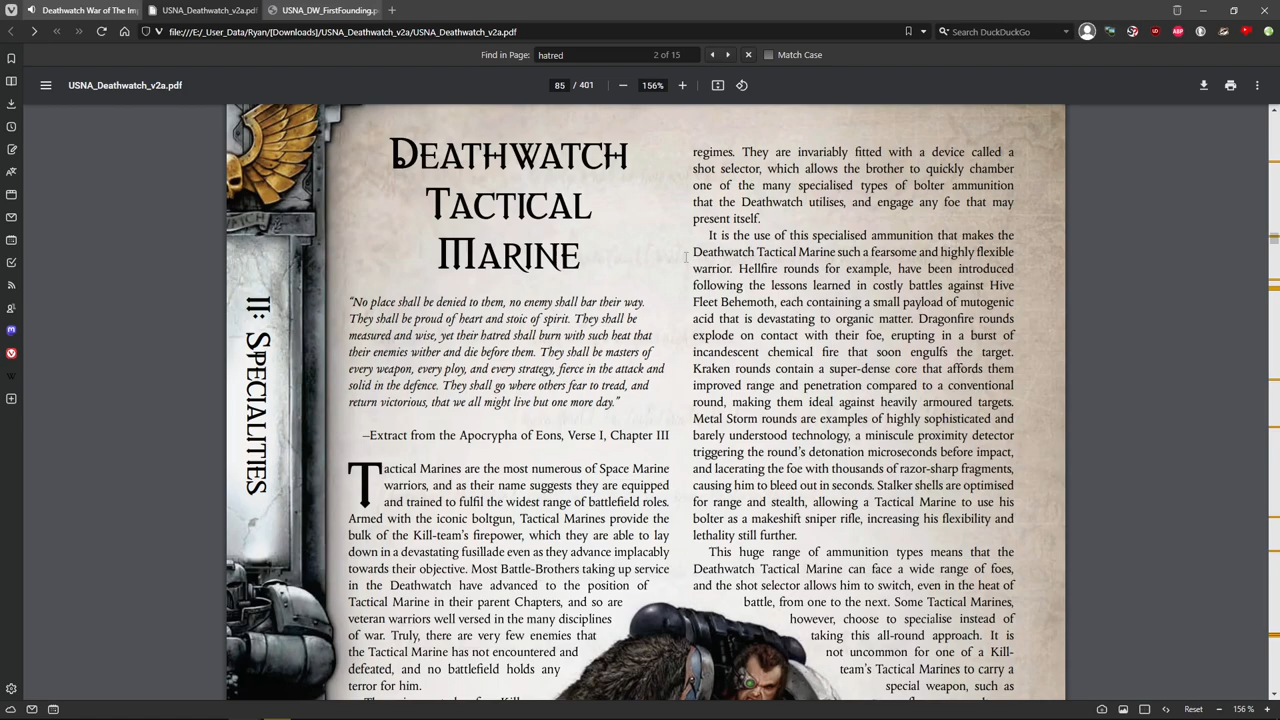 Deathwatch War of The Im
USNA_Deathwatch_v2a.pdf
USNA_DW_FirstFounding.p
file:///E:/_User_Data/Ryan/[Downloads]/USNA_Deathwatch_v2a/USNA_Deathwatch_v2a.pdf
Search DuckDuckGo
Find in Page:
hatred
2 of 15
Match Case
USNA_Deathwatch_v2a.pdf
85 / 401
156%
II: Specialities
Deathwatch
Tactical
Marine
“No place shall be denied to them, no enemy shall bar their way.
They shall be proud of heart and stoic of spirit. They shall be
measured and wise, yet their hatred shall burn with such heat that
their enemies wither and die before them. They shall be masters of
every weapon, every ploy, and every strategy, fierce in the attack and
solid in the defence. They shall go where others fear to tread, and
return victorious, that we all might live but one more day.”
–Extract from the Apocrypha of Eons, Verse I, Chapter III
Tactical Marines are the most numerous of Space Marine
warriors, and as their name suggests they are equipped
and trained to fulfil the widest range of battlefield roles.
Armed with the iconic boltgun, Tactical Marines provide the
bulk of the Kill-team’s firepower, which they are able to lay
down in a devastating fusillade even as they advance implacably
towards their objective. Most Battle-Brothers taking up service
in the Deathwatch have advanced to the position of
Tactical Marine in their parent Chapters, and so are
veteran warriors well versed in the many disciplines
of war. Truly, there are very few enemies that
the Tactical Marine has not encountered and
defeated, and no battlefield holds any
terror for him.
regimes. They are invariably fitted with a device called a
shot selector, which allows the brother to quickly chamber
one of the many specialised types of bolter ammunition
that the Deathwatch utilises, and engage any foe that may
present itself.
It is the use of this specialised ammunition that makes the
Deathwatch Tactical Marine such a fearsome and highly flexible
warrior. Hellfire rounds for example, have been introduced
following the lessons learned in costly battles against Hive
Fleet Behemoth, each containing a small payload of mutogenic
acid that is devastating to organic matter. Dragonfire rounds
explode on contact with their foe, erupting in a burst of
incandescent chemical fire that soon engulfs the target.
Kraken rounds contain a super-dense core that affords them
improved range and penetration compared to a conventional
round, making them ideal against heavily armoured targets.
Metal Storm rounds are examples of highly sophisticated and
barely understood technology, a miniscule proximity detector
triggering the round’s detonation microseconds before impact,
and lacerating the foe with thousands of razor-sharp fragments,
causing him to bleed out in seconds. Stalker shells are optimised
for range and stealth, allowing a Tactical Marine to use his
bolter as a makeshift sniper rifle, increasing his flexibility and
lethality still further.
This huge range of ammunition types means that the
Deathwatch Tactical Marine can face a wide range of foes,
and the shot selector allows him to switch, even in the heat of
battle, from one to the next. Some Tactical Marines,
however, choose to specialise instead of
taking this all-round approach. It is
not uncommon for one of a Kill-
team’s Tactical Marines to carry a
special weapon, such as
Reset
156 %